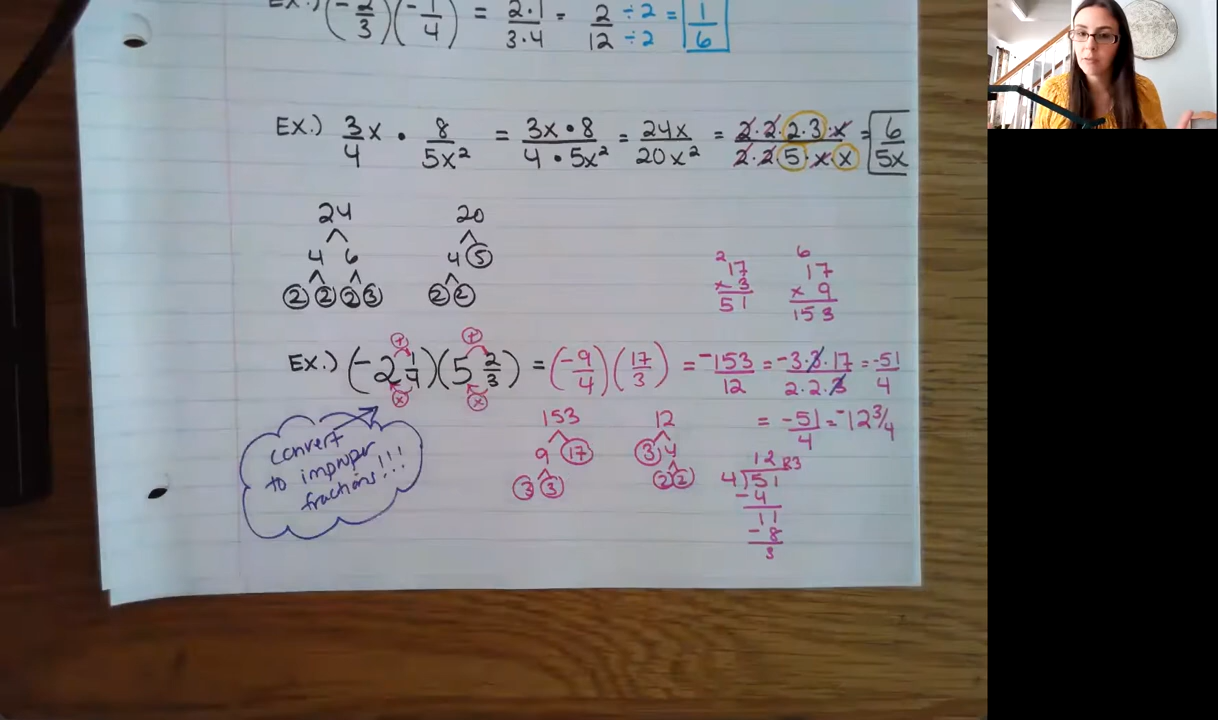 EX.) (-2/3)(-1/4) = 2·1/3·4 = 2/12 ÷2/÷2 = 1/6
EX.) 3/4 x • 8/5x² = 3x•8/4•5x² = 24x/20x² = 2·2·2·3·x/2·2·5·x·x = 6/5x
24 20
4 6 4 5
2 2 2 3 2 2
2 6
17 17
×3 × 9
51 153
EX.) (-2 1/4)(5 2/3) = (-9/4)(17/3) = -153/12 = -3·3·17/2·2·3 = -51/4
+ +
× ×
= -51/4 = -12 3/4
convert
to improper
fractions!!!
153 12
9 17 3 4
3 3 2 2
12 R3
4 51
-4
11
-8
3